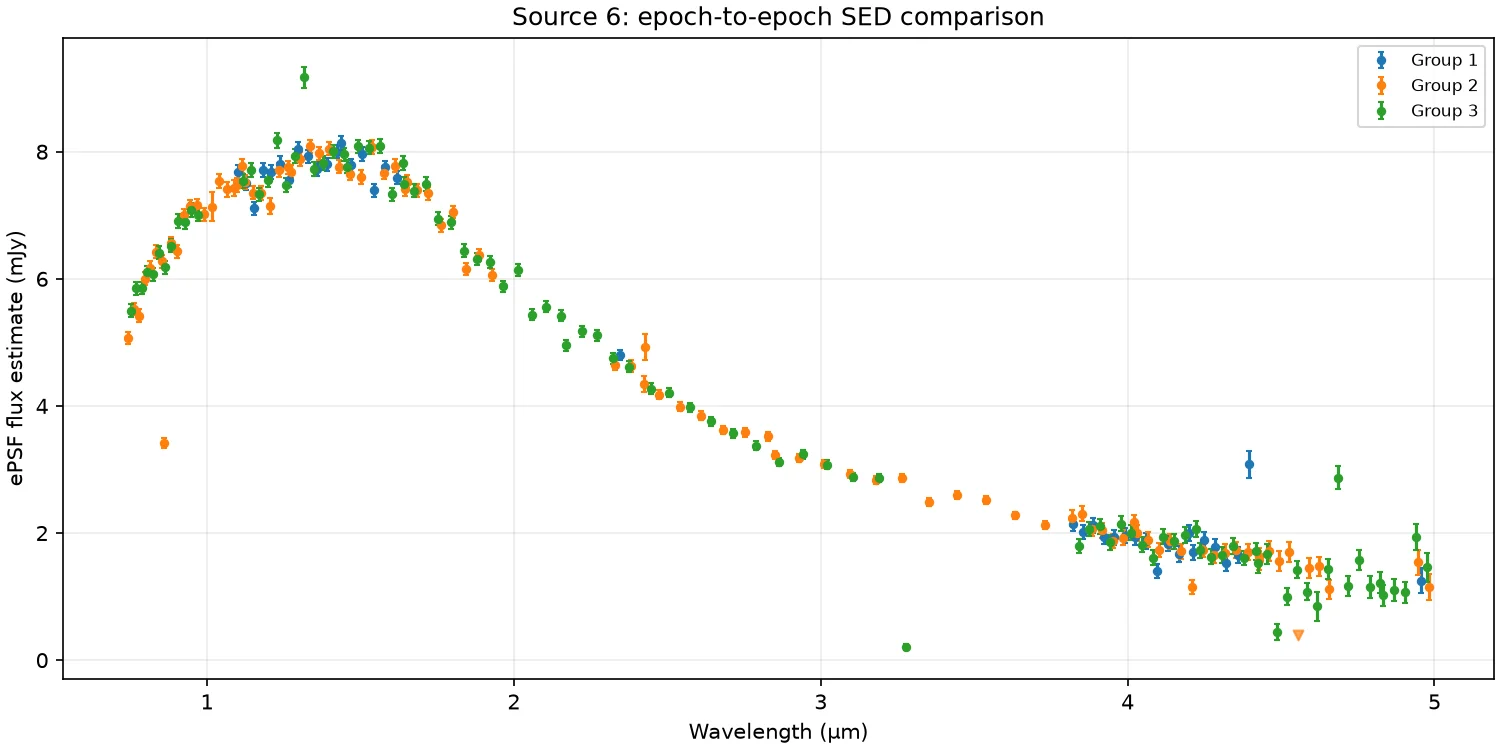 Source 6: epoch-to-epoch SED comparison
ePSF flux estimate (mJy)
8
6
4
2
0
Group 1
Group 2
Group 3
1 2 3 4 5
Wavelength (μm)